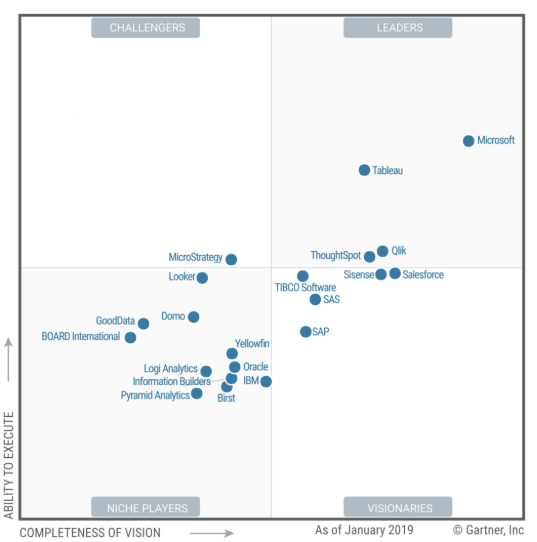 CHALLENGERS
LEADERS
Microsoft
Tableau
MicroStrategy
ThoughtSpot
Qlik
Looker
Sisense
Salesforce
TIBCO Software
SAS
GoodData
Domo
BOARD International
SAP
Yellowfin
Logi Analytics
Oracle
Information Builders
IBM
Pyramid Analytics
Birst
ABILITY TO EXECUTE
NICHE PLAYERS
VISIONARIES
COMPLETENESS OF VISION
As of January 2019
© Gartner, Inc